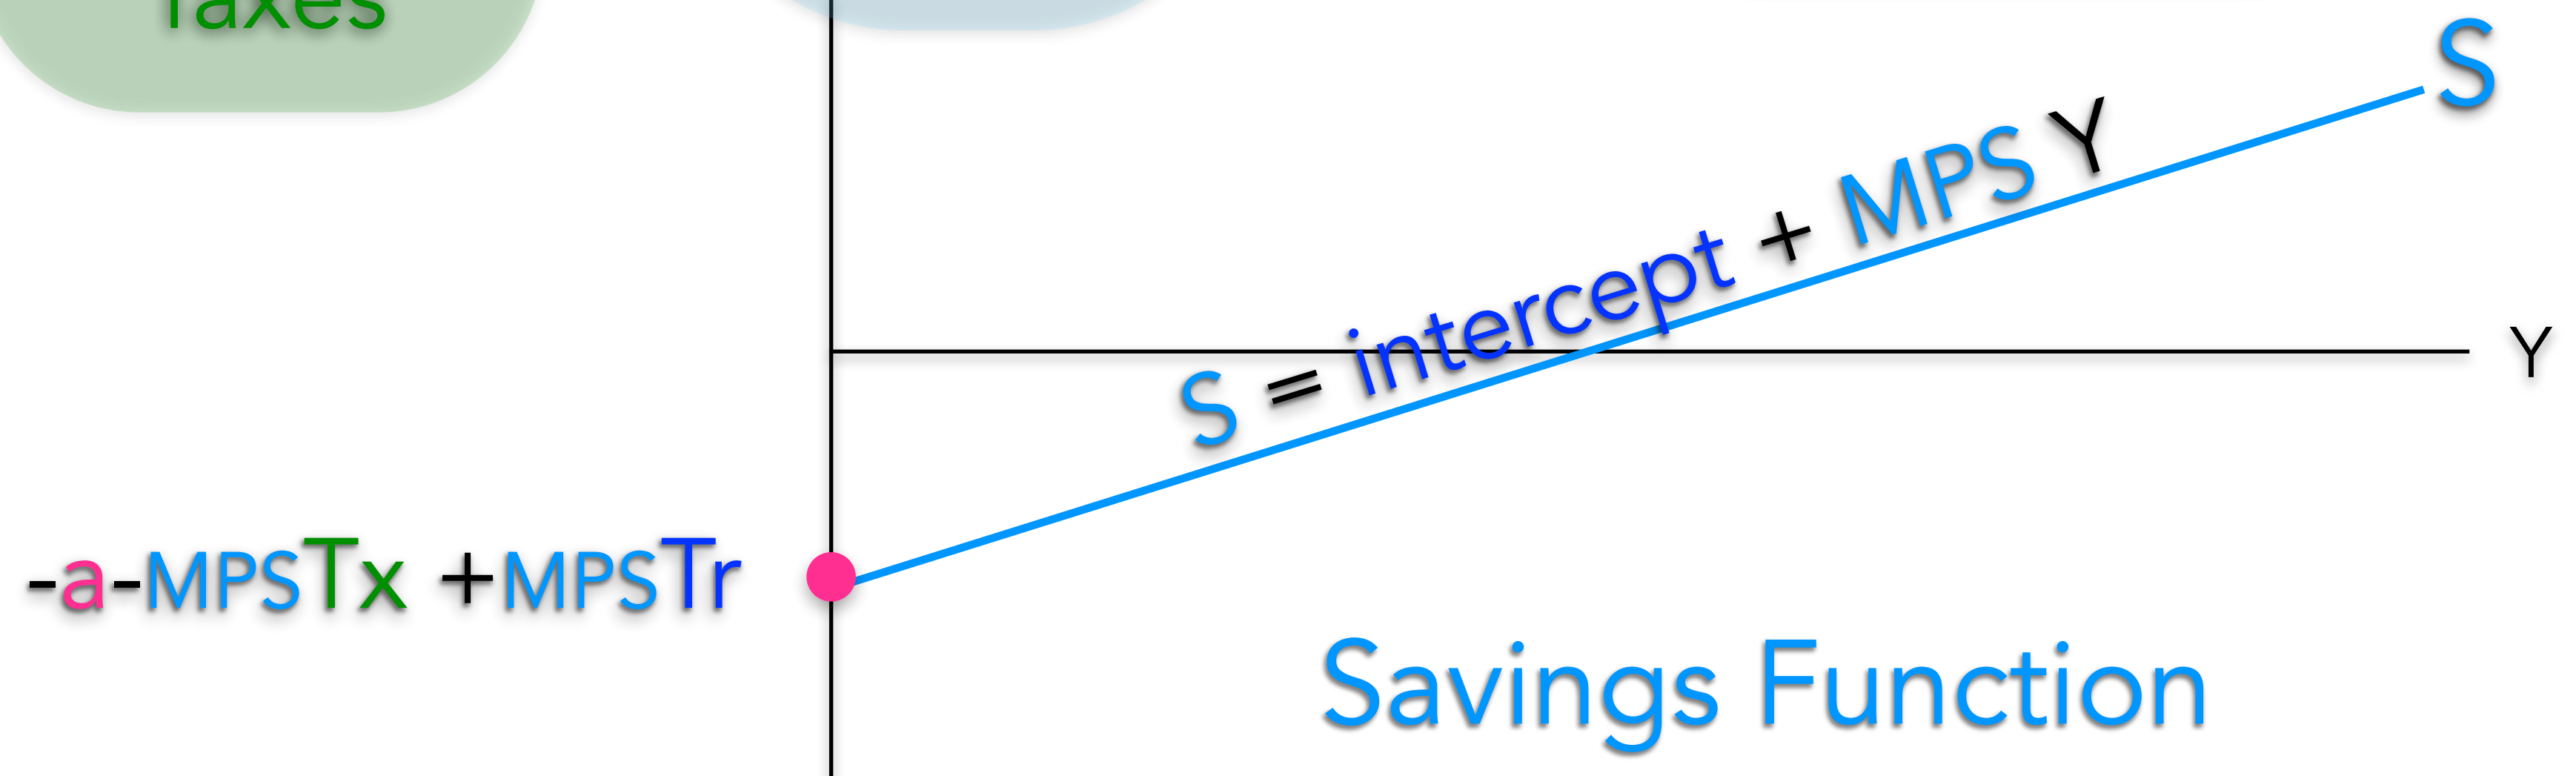 Taxes
S
S = intercept + MPS Y
Y
-a-MPSTx +MPSTr
Savings Function